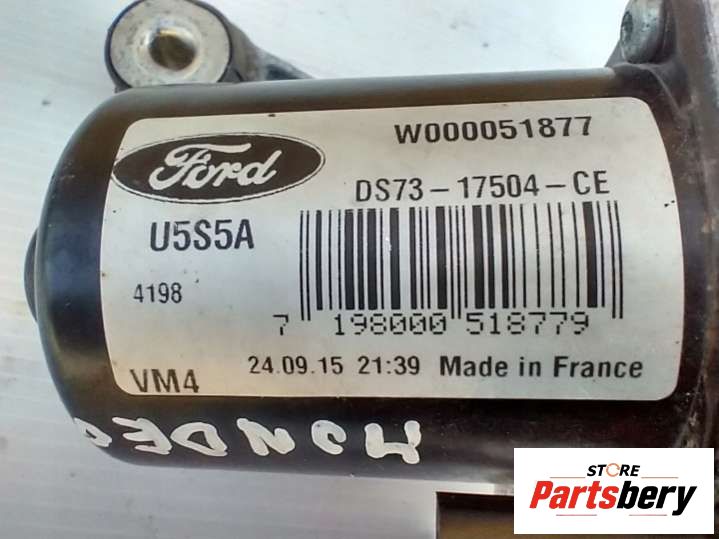 Ford
W000051877
DS73-17504-CE
U5S5A
4198
7 198000 518779
VM4
24.09.15 21:39 Made in France
MONDEO
STORE
Partsbery